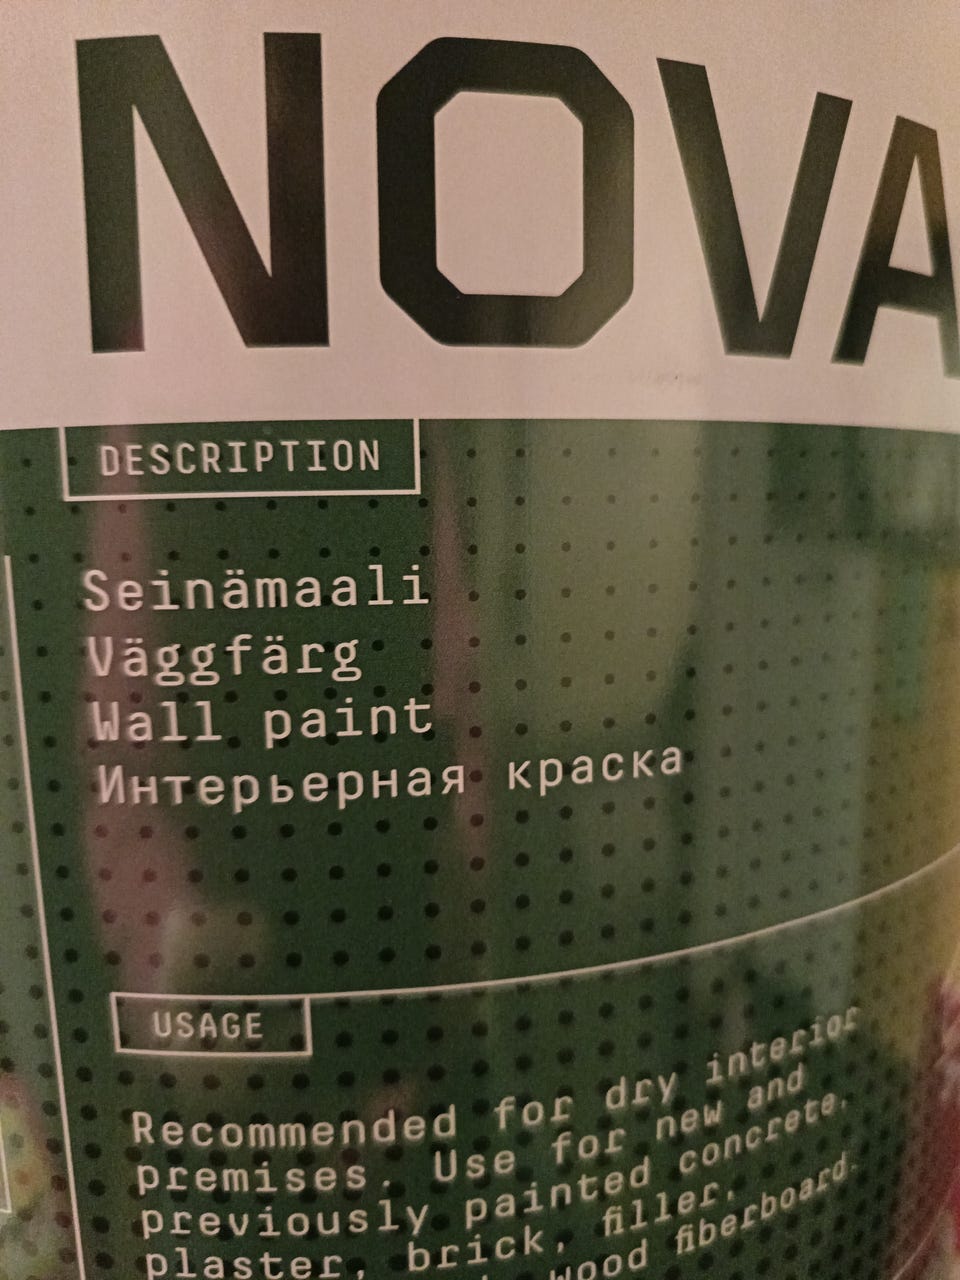 NOVA
DESCRIPTION
Seinämaali
Väggfärg
Wall paint
Интерьерная краска
USAGE
Recommended for dry interior
premises. Use for new and
previously painted concrete,
plaster, brick, filler,
wood fiberboard.